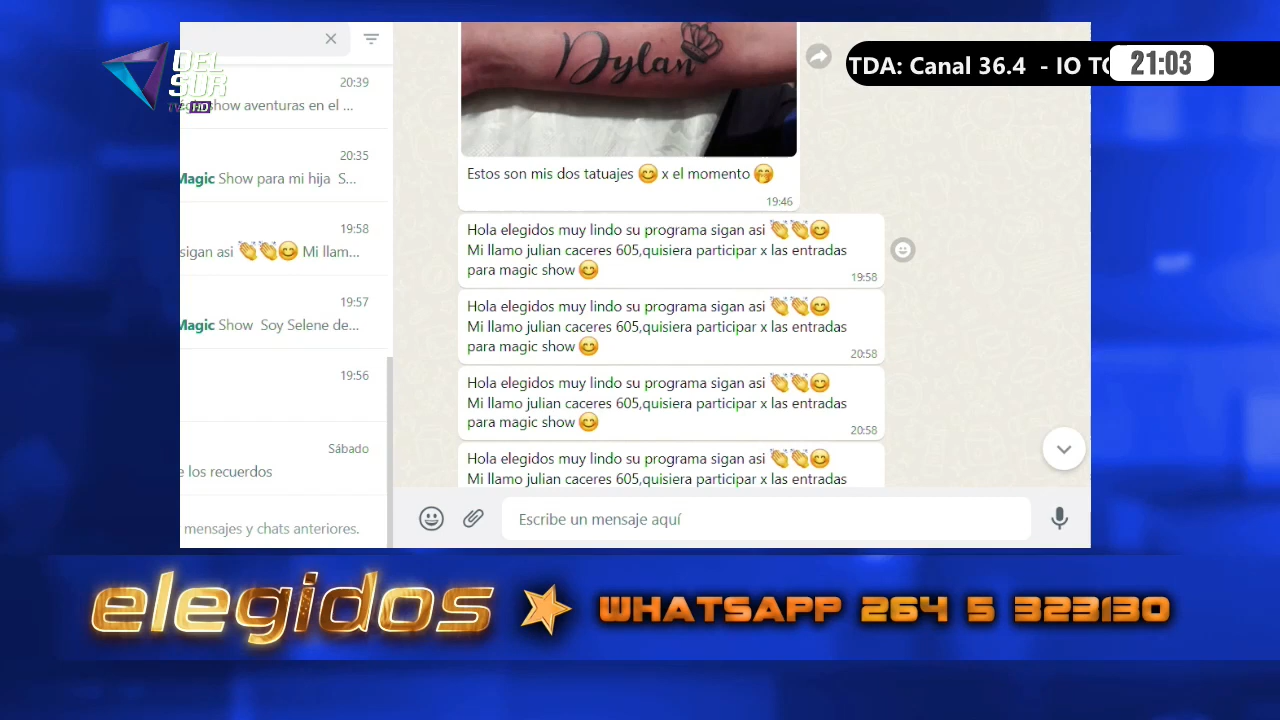 DEL
SUR
HD
TDA: Canal 36.4 - IO
21:03
20:39
show aventuras en el ...
20:35
Magic Show para mi hija S...
19:58
sigan asi 👏👏😊 Mi llam...
19:57
Magic Show Soy Selene de...
19:56
Sábado
e los recuerdos
mensajes y chats anteriores.
Dylan
Estos son mis dos tatuajes 😊 x el momento 🤭
19:46
Hola elegidos muy lindo su programa sigan asi 👏👏😊
Mi llamo julian caceres 605,quisiera participar x las entradas
para magic show 😊
19:58
Hola elegidos muy lindo su programa sigan asi 👏👏😊
Mi llamo julian caceres 605,quisiera participar x las entradas
para magic show 😊
20:58
Hola elegidos muy lindo su programa sigan asi 👏👏😊
Mi llamo julian caceres 605,quisiera participar x las entradas
para magic show 😊
20:58
Hola elegidos muy lindo su programa sigan asi 👏👏😊
Mi llamo julian caceres 605,quisiera participar x las entradas
Escribe un mensaje aquí
elegidos
WHATSAPP 264 5 323130